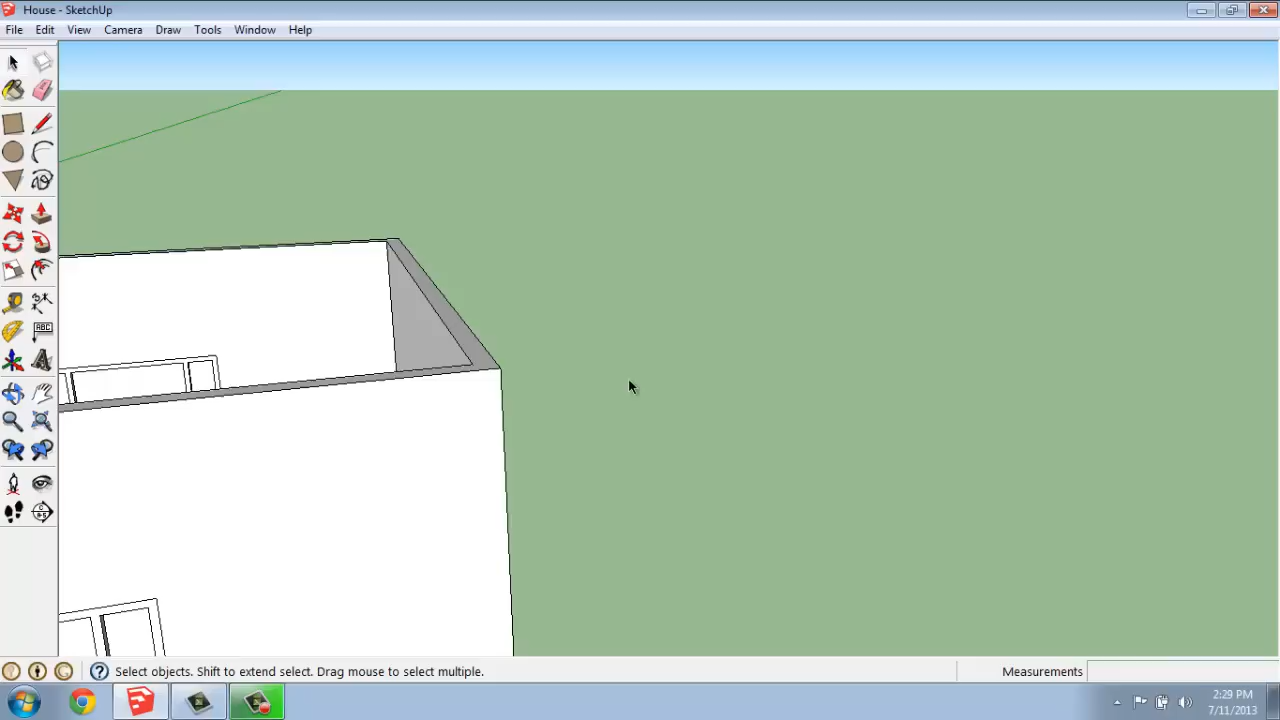 House - SketchUp
File Edit View Camera Draw Tools Window Help
ABC
Select objects. Shift to extend select. Drag mouse to select multiple.
Measurements
2:29 PM
7/11/2013